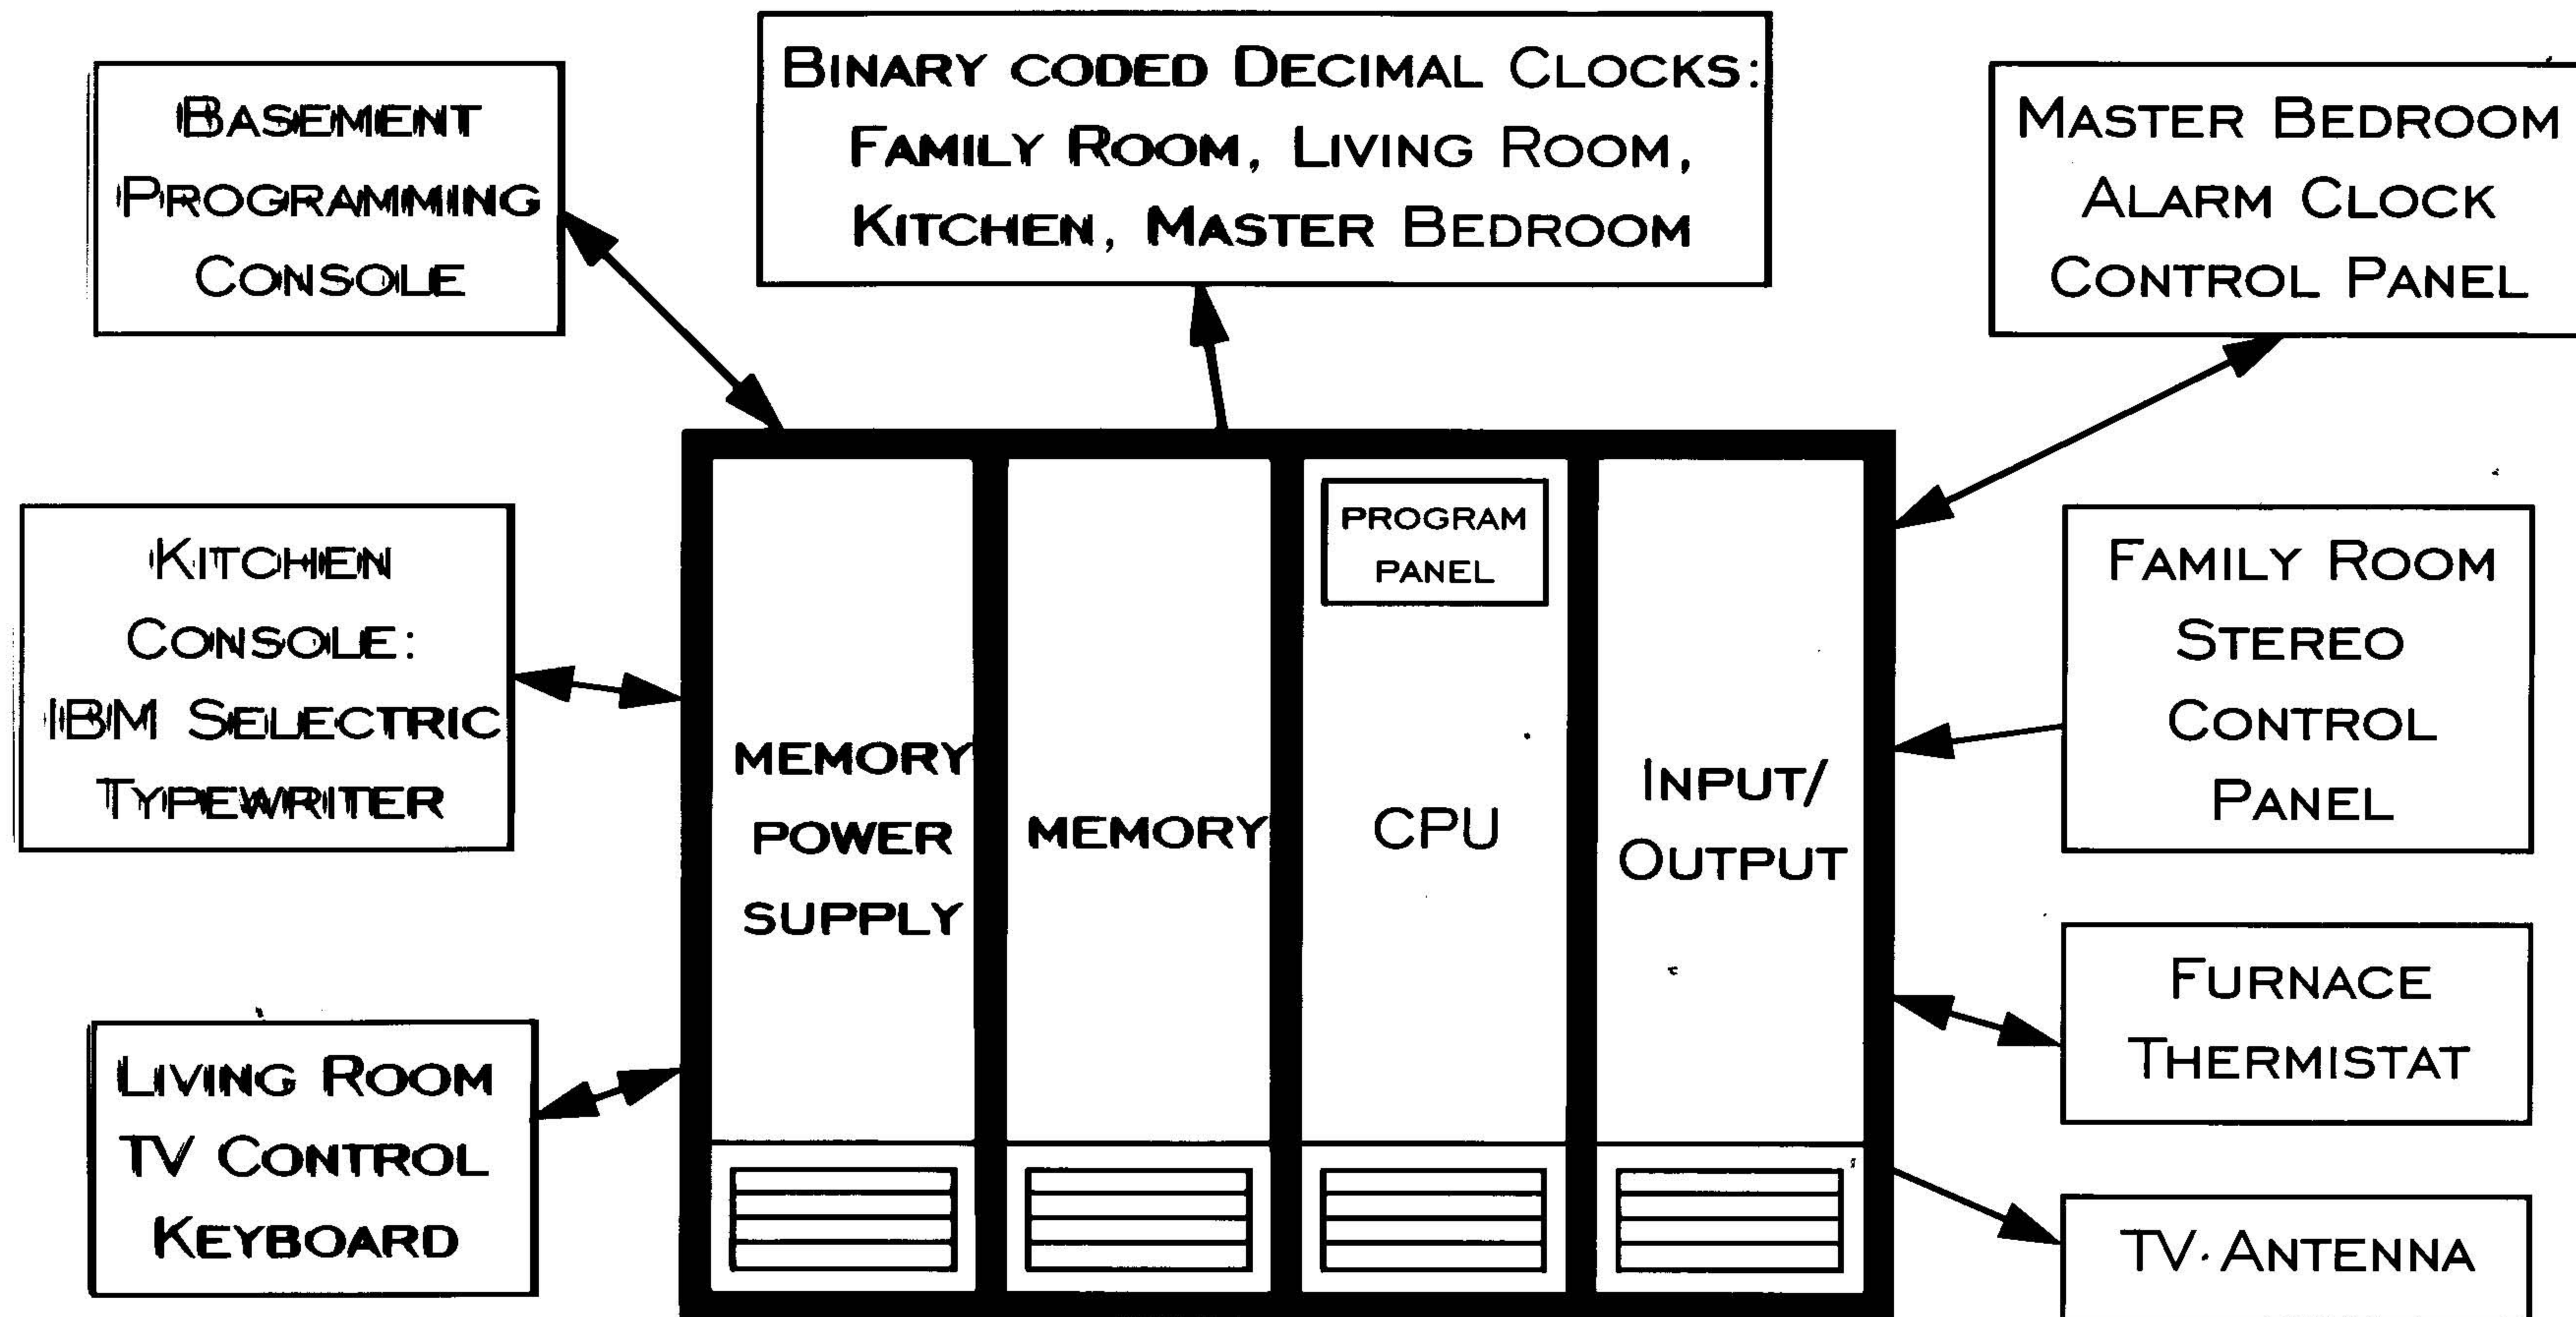 BASEMENT
PROGRAMMING
CONSOLE
BINARY CODED DECIMAL CLOCKS:
FAMILY ROOM, LIVING ROOM,
KITCHEN, MASTER BEDROOM
MASTER BEDROOM
ALARM CLOCK
CONTROL PANEL
KITCHEN
CONSOLE:
IBM SELECTRIC
TYPEWRITER
LIVING ROOM
TV CONTROL
KEYBOARD
MEMORY
POWER
SUPPLY
MEMORY
PROGRAM
PANEL
CPU
INPUT/
OUTPUT
FAMILY ROOM
STEREO
CONTROL
PANEL
FURNACE
THERMISTAT
TV ANTENNA